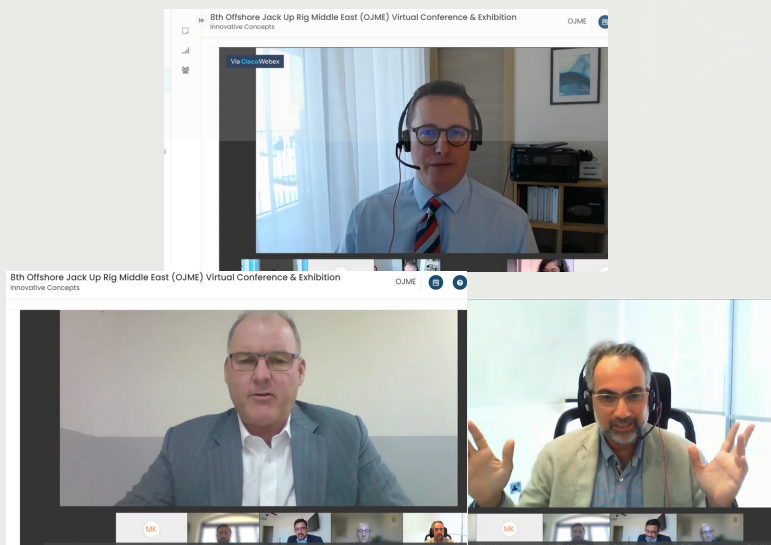 8th Offshore Jack Up Rig Middle East (OJME) Virtual Conference & Exhibition
Innovative Concepts
OJME
Via CiscoWebex
8th Offshore Jack Up Rig Middle East (OJME) Virtual Conference & Exhibition
Innovative Concepts
OJME
MK
MK